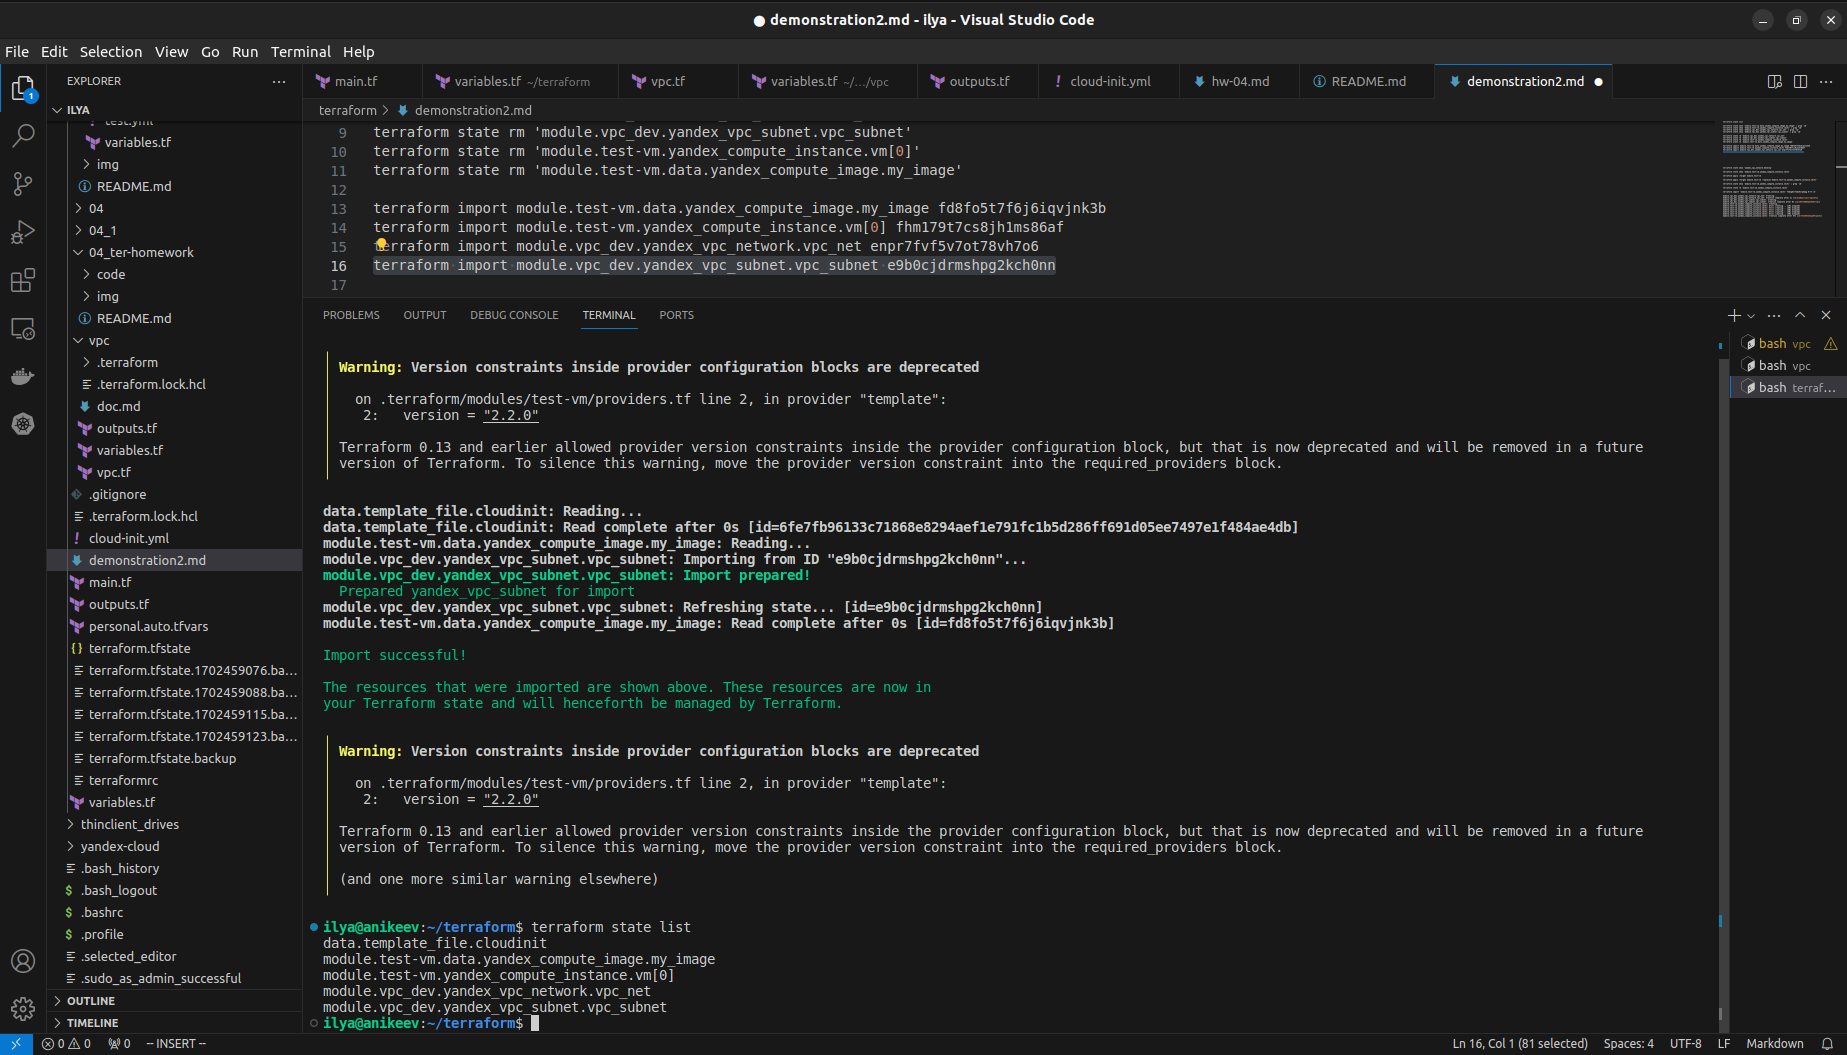 ● demonstration2.md - ilya - Visual Studio Code
File Edit Selection View Go Run Terminal Help
EXPLORER
main.tf
variables.tf ~/terraform
vpc.tf
variables.tf ~/.../vpc
outputs.tf
cloud-init.yml
hw-04.md
README.md
demonstration2.md
ILYA
test.yml
variables.tf
img
README.md
04
04_1
04_ter-homework
code
img
README.md
vpc
.terraform
.terraform.lock.hcl
doc.md
outputs.tf
variables.tf
vpc.tf
.gitignore
.terraform.lock.hcl
cloud-init.yml
demonstration2.md
main.tf
outputs.tf
personal.auto.tfvars
terraform.tfstate
terraform.tfstate.1702459076.ba...
terraform.tfstate.1702459088.ba...
terraform.tfstate.1702459115.ba...
terraform.tfstate.1702459123.ba...
terraform.tfstate.backup
terraformrc
variables.tf
thinclient_drives
yandex-cloud
.bash_history
.bash_logout
.bashrc
.profile
.selected_editor
.sudo_as_admin_successful
OUTLINE
TIMELINE
terraform > demonstration2.md
9 terraform state rm 'module.vpc_dev.yandex_vpc_subnet.vpc_subnet'
10 terraform state rm 'module.test-vm.yandex_compute_instance.vm[0]'
11 terraform state rm 'module.test-vm.data.yandex_compute_image.my_image'
12
13 terraform import module.test-vm.data.yandex_compute_image.my_image fd8fo5t7f6j6iqvjnk3b
14 terraform import module.test-vm.yandex_compute_instance.vm[0] fhm179t7cs8jh1ms86af
15 terraform import module.vpc_dev.yandex_vpc_network.vpc_net enpr7fvf5v7ot78vh7o6
16 terraform import module.vpc_dev.yandex_vpc_subnet.vpc_subnet e9b0cjdrmshpg2kch0nn
17
PROBLEMS OUTPUT DEBUG CONSOLE TERMINAL PORTS
bash vpc
bash vpc
bash terraf...
Warning: Version constraints inside provider configuration blocks are deprecated
on .terraform/modules/test-vm/providers.tf line 2, in provider "template":
2: version = "2.2.0"
Terraform 0.13 and earlier allowed provider version constraints inside the provider configuration block, but that is now deprecated and will be removed in a future
version of Terraform. To silence this warning, move the provider version constraint into the required_providers block.
data.template_file.cloudinit: Reading...
data.template_file.cloudinit: Read complete after 0s [id=6fe7fb96133c71868e8294aef1e791fc1b5d286ff691d05ee7497e1f484ae4db]
module.test-vm.data.yandex_compute_image.my_image: Reading...
module.vpc_dev.yandex_vpc_subnet.vpc_subnet: Importing from ID "e9b0cjdrmshpg2kch0nn"...
module.vpc_dev.yandex_vpc_subnet.vpc_subnet: Import prepared!
Prepared yandex_vpc_subnet for import
module.vpc_dev.yandex_vpc_subnet.vpc_subnet: Refreshing state... [id=e9b0cjdrmshpg2kch0nn]
module.test-vm.data.yandex_compute_image.my_image: Read complete after 0s [id=fd8fo5t7f6j6iqvjnk3b]
Import successful!
The resources that were imported are shown above. These resources are now in
your Terraform state and will henceforth be managed by Terraform.
Warning: Version constraints inside provider configuration blocks are deprecated
on .terraform/modules/test-vm/providers.tf line 2, in provider "template":
2: version = "2.2.0"
Terraform 0.13 and earlier allowed provider version constraints inside the provider configuration block, but that is now deprecated and will be removed in a future
version of Terraform. To silence this warning, move the provider version constraint into the required_providers block.
(and one more similar warning elsewhere)
ilya@anikeev:~/terraform$ terraform state list
data.template_file.cloudinit
module.test-vm.data.yandex_compute_image.my_image
module.test-vm.yandex_compute_instance.vm[0]
module.vpc_dev.yandex_vpc_network.vpc_net
module.vpc_dev.yandex_vpc_subnet.vpc_subnet
ilya@anikeev:~/terraform$
0 0 0 -- INSERT --
Ln 16, Col 1 (81 selected) Spaces: 4 UTF-8 LF Markdown